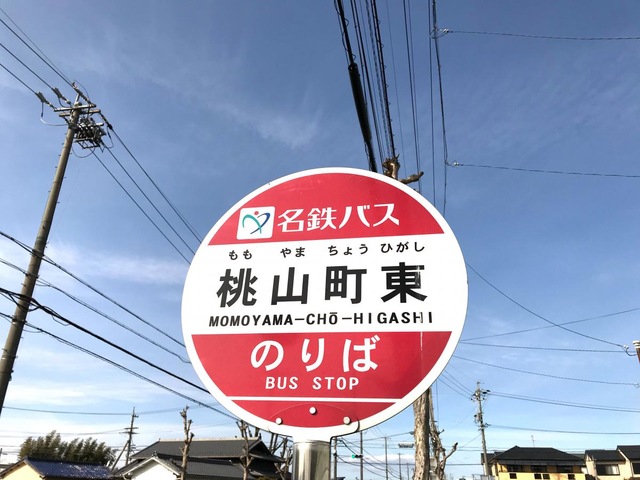 名鉄バス
もも やま ちょう ひがし
桃山町東
MOMOYAMA-CHŌ-HIGASHI
のりば
BUS STOP